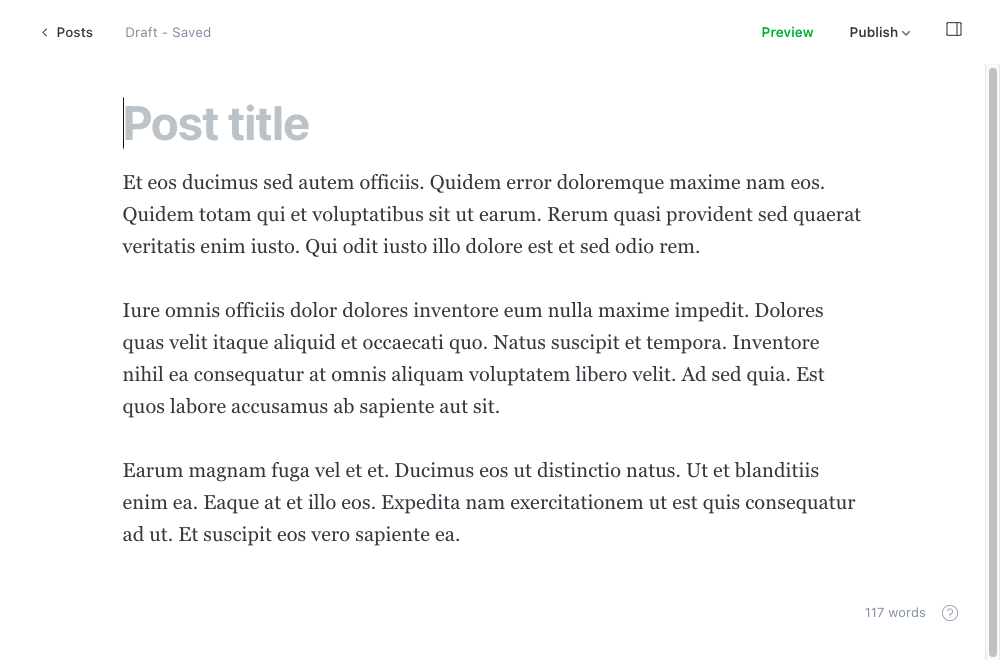 Posts
Draft - Saved
Preview
Publish
Post title
Et eos ducimus sed autem officiis. Quidem error doloremque maxime nam eos.
Quidem totam qui et voluptatibus sit ut earum. Rerum quasi provident sed quaerat
veritatis enim iusto. Qui odit iusto illo dolore est et sed odio rem.
Iure omnis officiis dolor dolores inventore eum nulla maxime impedit. Dolores
quas velit itaque aliquid et occaecati quo. Natus suscipit et tempora. Inventore
nihil ea consequatur at omnis aliquam voluptatem libero velit. Ad sed quia. Est
quos labore accusamus ab sapiente aut sit.
Earum magnam fuga vel et et. Ducimus eos ut distinctio natus. Ut et blanditiis
enim ea. Eaque at et illo eos. Expedita nam exercitationem ut est quis consequatur
ad ut. Et suscipit eos vero sapiente ea.
117 words
?